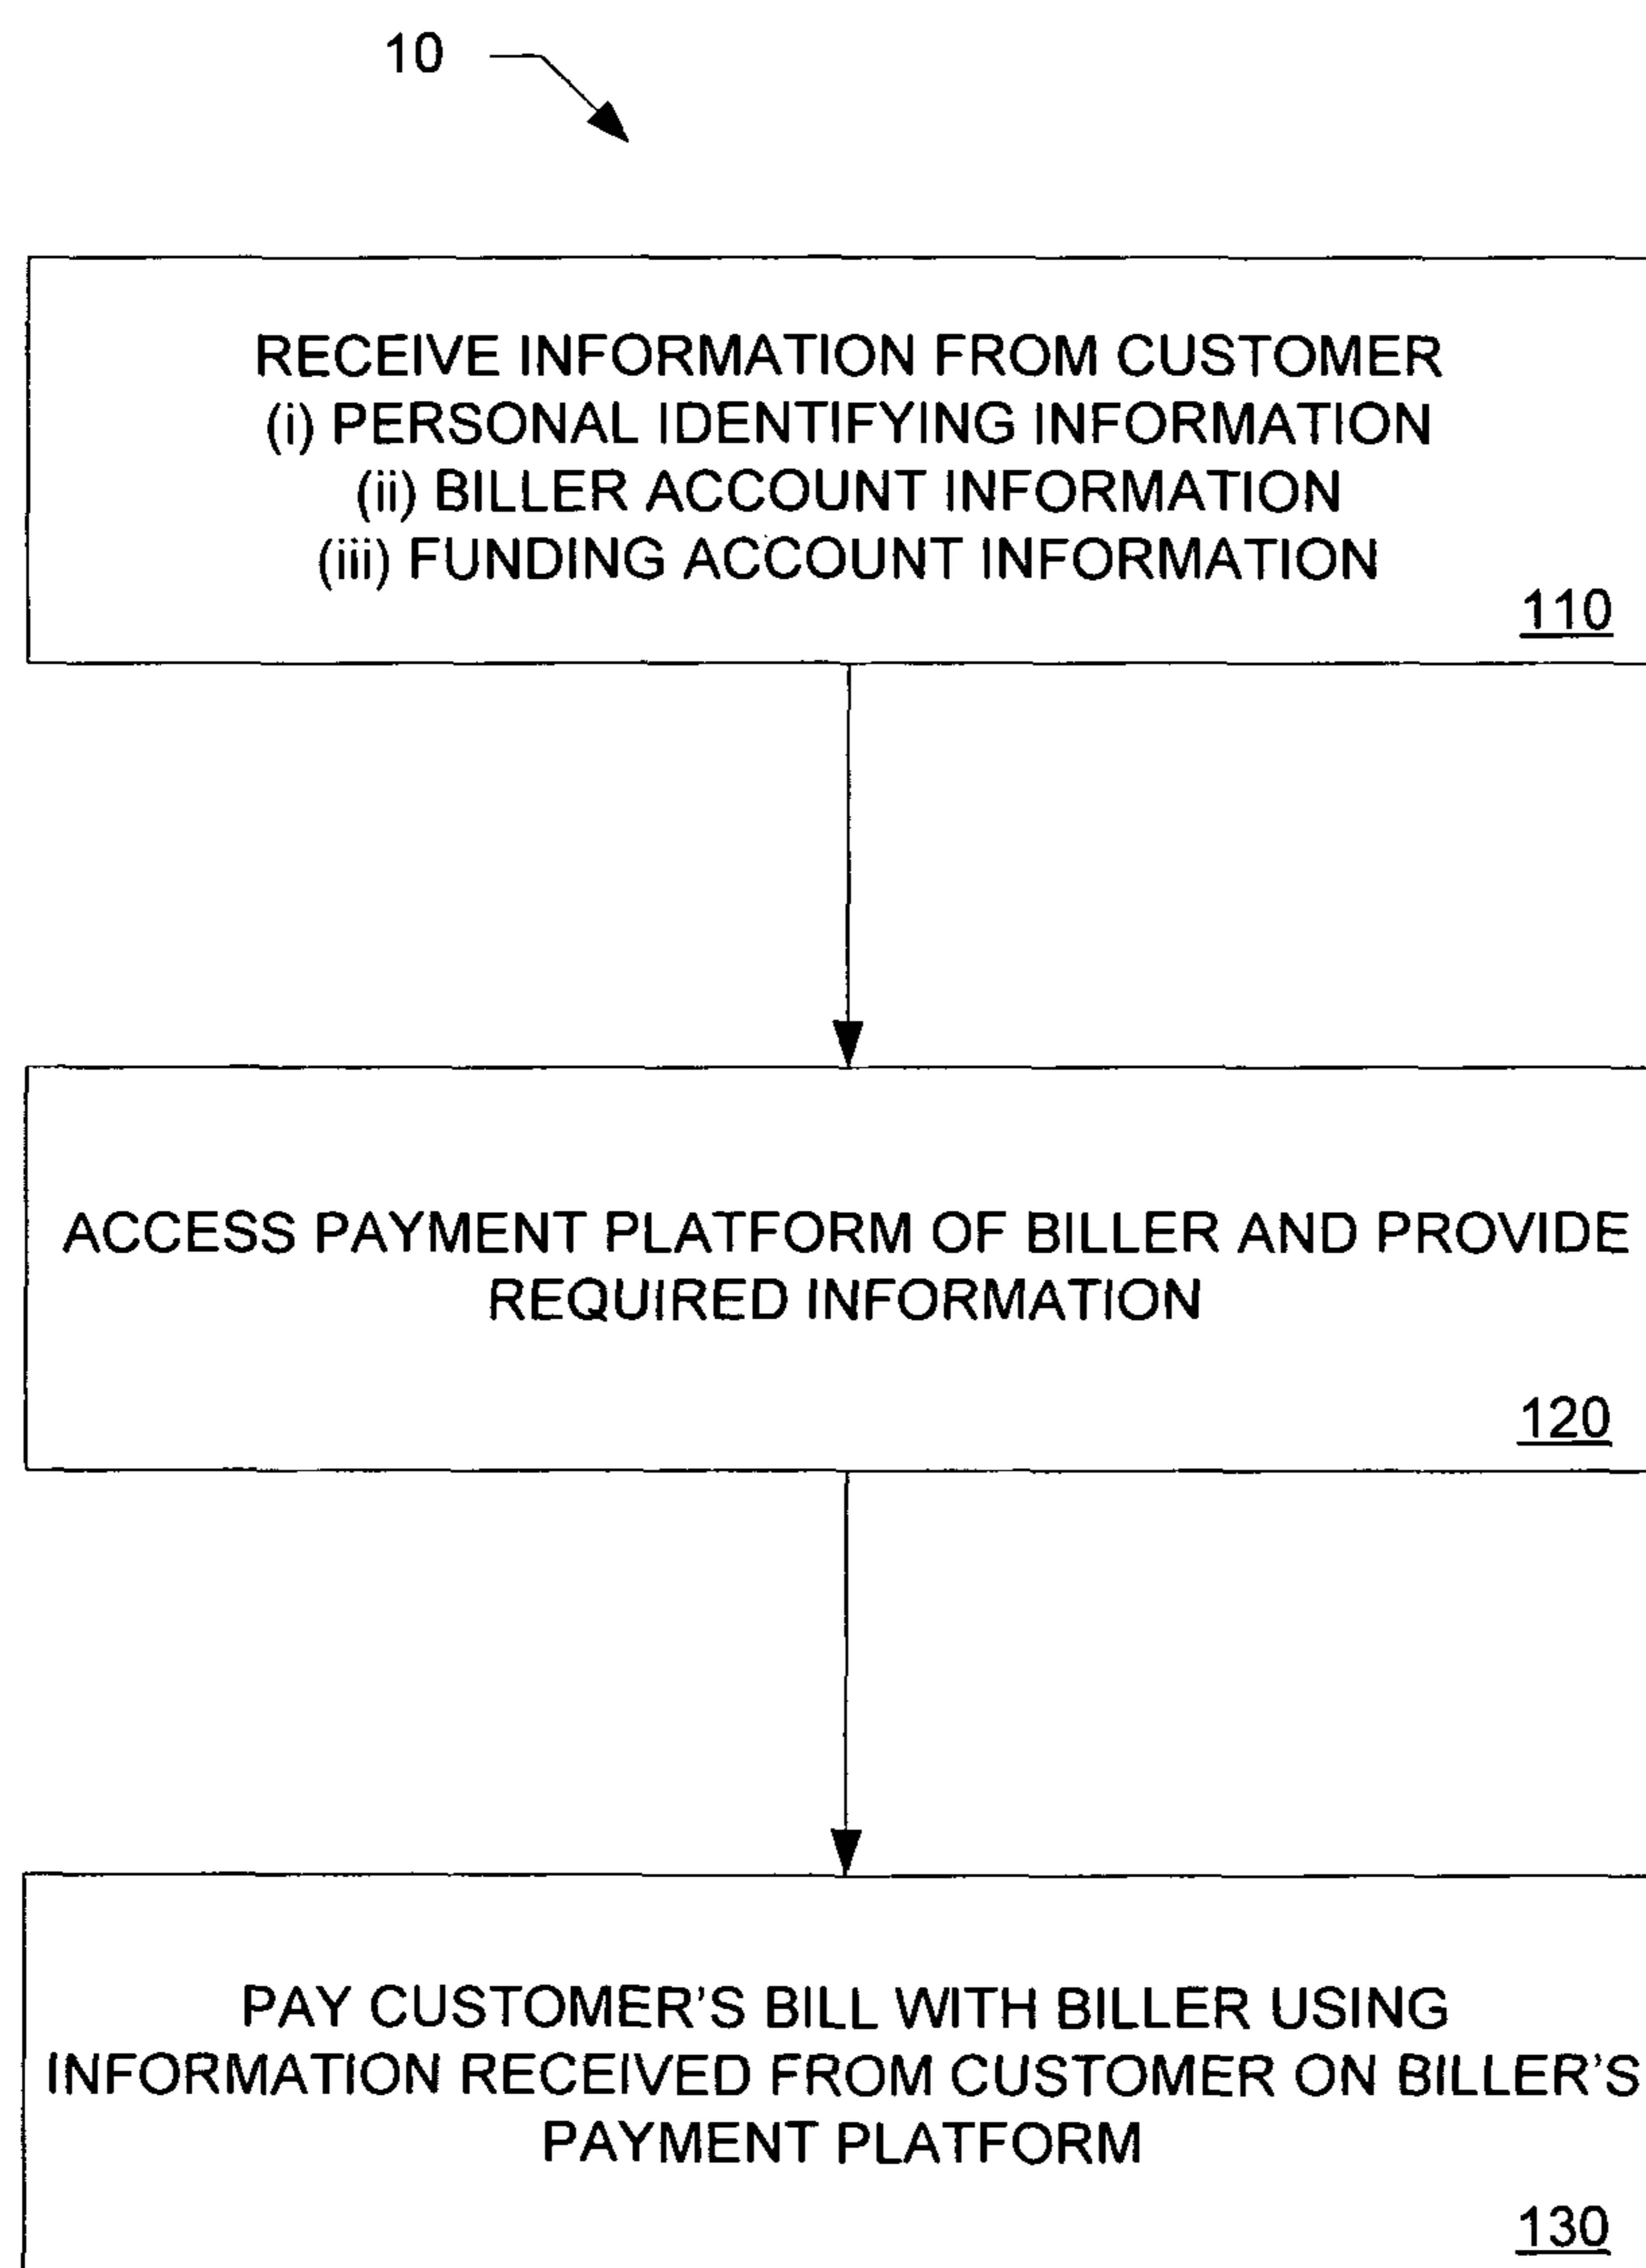 10
RECEIVE INFORMATION FROM CUSTOMER
(i) PERSONAL IDENTIFYING INFORMATION
(ii) BILLER ACCOUNT INFORMATION
(iii) FUNDING ACCOUNT INFORMATION
110
ACCESS PAYMENT PLATFORM OF BILLER AND PROVIDE
REQUIRED INFORMATION
120
PAY CUSTOMER'S BILL WITH BILLER USING
INFORMATION RECEIVED FROM CUSTOMER ON BILLER'S
PAYMENT PLATFORM
130